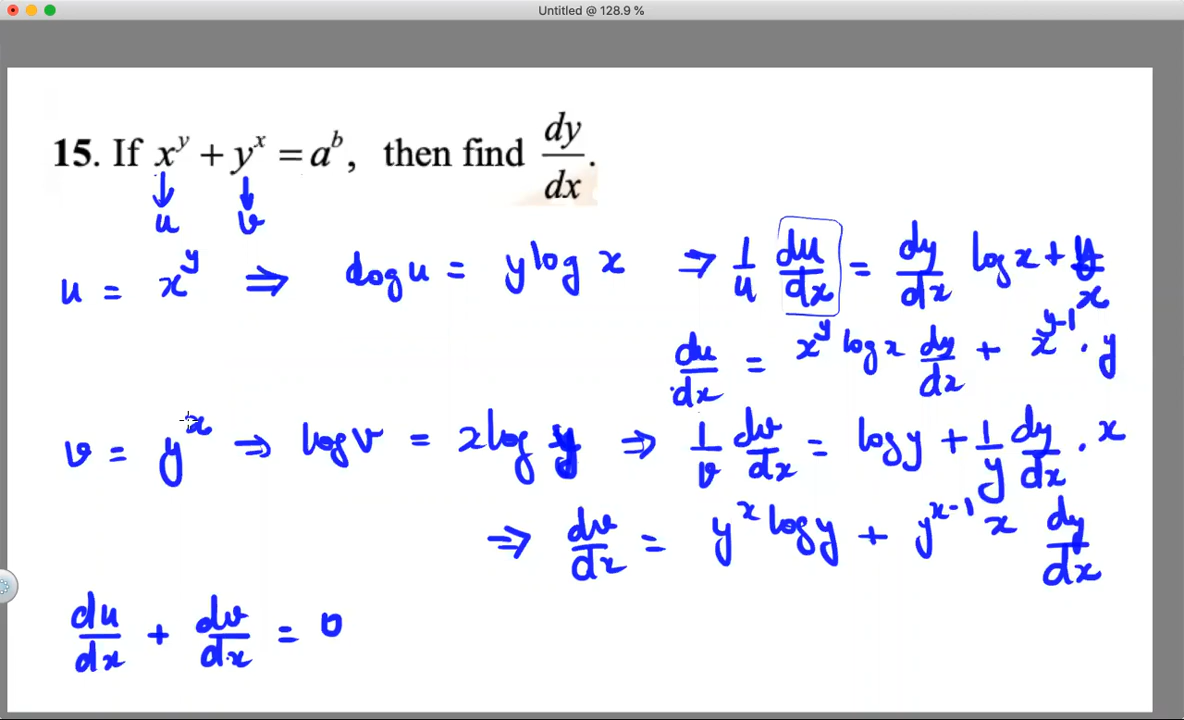 Untitled @ 128.9 %
15. If x^y + y^x = a^b, then find dy/dx.
↓ ↓
u v
u = x^y ⇒ log u = y log x ⇒ 1/u du/dx = dy/dx log x + y/x
du/dx = x^y log x dy/dx + x^(y-1) . y
v = y^x ⇒ log v = x log y ⇒ 1/v dv/dx = log y + 1/y dy/dx . x
⇒ dv/dx = y^x log y + y^(x-1) x dy/dx
du/dx + dv/dx = 0